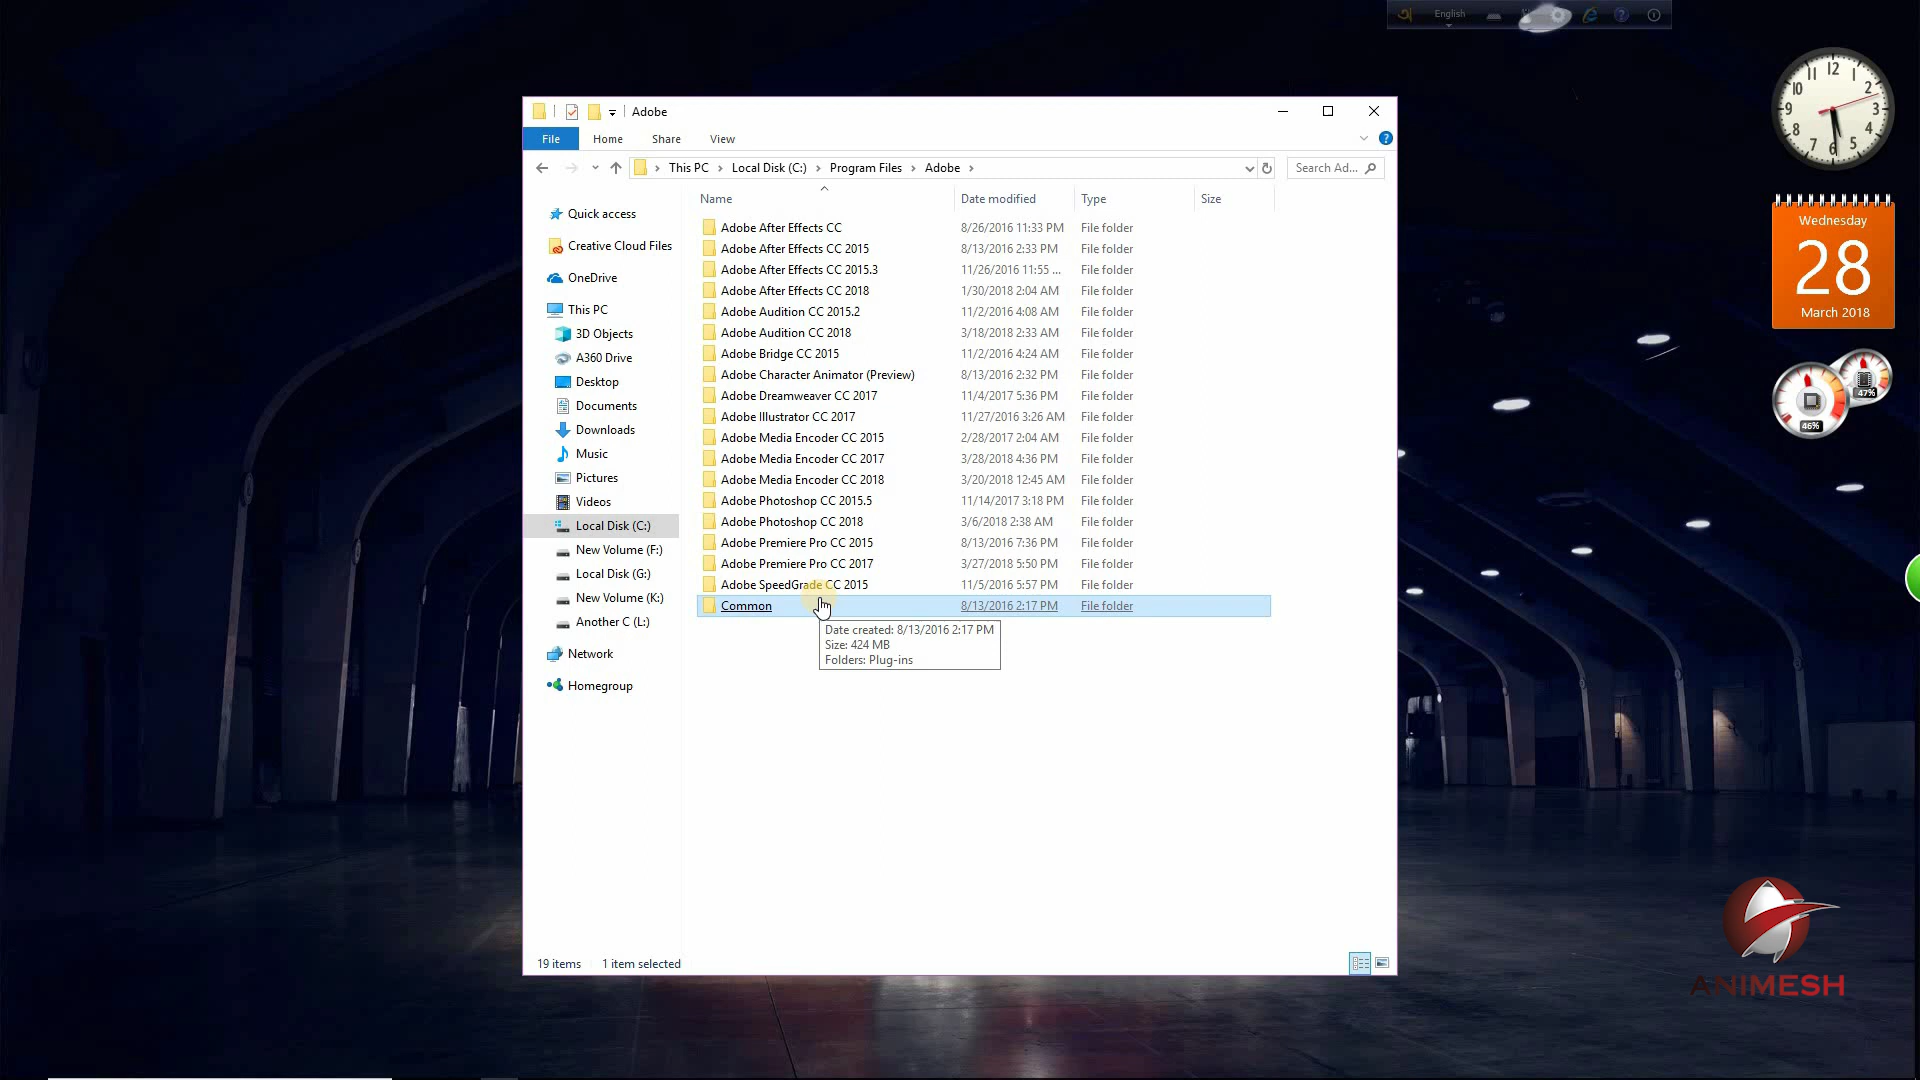 English
Adobe
File Home Share View
This PC Local Disk (C:) Program Files Adobe
Search Ad...
Name Date modified Type Size
Quick access
Creative Cloud Files
OneDrive
This PC
3D Objects
A360 Drive
Desktop
Documents
Downloads
Music
Pictures
Videos
Local Disk (C:)
New Volume (F:)
Local Disk (G:)
New Volume (K:)
Another C (L:)
Network
Homegroup
Adobe After Effects CC 8/26/2016 11:33 PM File folder
Adobe After Effects CC 2015 8/13/2016 2:33 PM File folder
Adobe After Effects CC 2015.3 11/26/2016 11:55 ... File folder
Adobe After Effects CC 2018 1/30/2018 2:04 AM File folder
Adobe Audition CC 2015.2 11/2/2016 4:08 AM File folder
Adobe Audition CC 2018 3/18/2018 2:33 AM File folder
Adobe Bridge CC 2015 11/2/2016 4:24 AM File folder
Adobe Character Animator (Preview) 8/13/2016 2:32 PM File folder
Adobe Dreamweaver CC 2017 11/4/2017 5:36 PM File folder
Adobe Illustrator CC 2017 11/27/2016 3:26 AM File folder
Adobe Media Encoder CC 2015 2/28/2017 2:04 AM File folder
Adobe Media Encoder CC 2017 3/28/2018 4:36 PM File folder
Adobe Media Encoder CC 2018 3/20/2018 12:45 AM File folder
Adobe Photoshop CC 2015.5 11/14/2017 3:18 PM File folder
Adobe Photoshop CC 2018 3/6/2018 2:38 AM File folder
Adobe Premiere Pro CC 2015 8/13/2016 7:36 PM File folder
Adobe Premiere Pro CC 2017 3/27/2018 5:50 PM File folder
Adobe SpeedGrade CC 2015 11/5/2016 5:57 PM File folder
Common 8/13/2016 2:17 PM File folder
Date created: 8/13/2016 2:17 PM
Size: 424 MB
Folders: Plug-ins
19 items 1 item selected
12 1 2 3 4 5 6 7 8 9 10 11
Wednesday
28
March 2018
47%
46%
ANIMESH